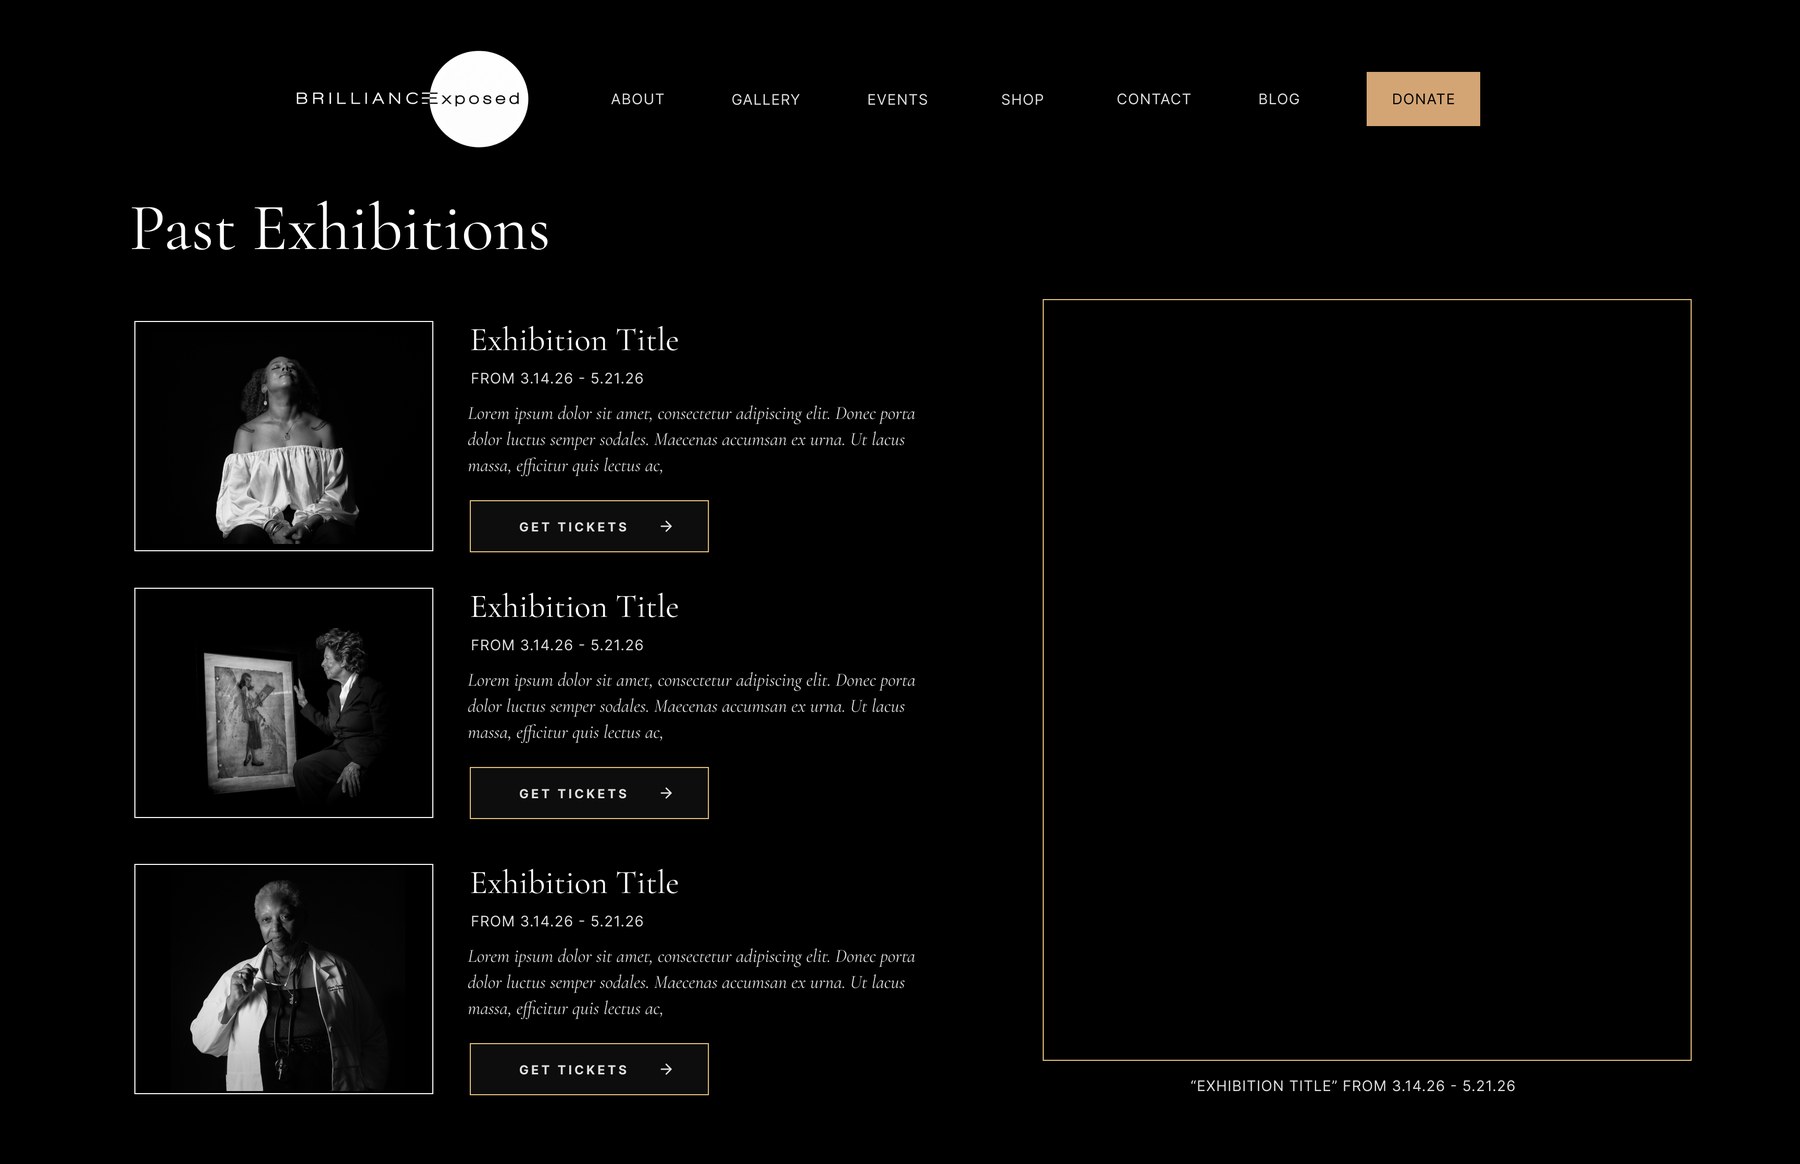 BRILLIANCExposed
ABOUT
GALLERY
EVENTS
SHOP
CONTACT
BLOG
DONATE
Past Exhibitions
Exhibition Title
FROM 3.14.26 - 5.21.26
Lorem ipsum dolor sit amet, consectetur adipiscing elit. Donec porta
dolor luctus semper sodales. Maecenas accumsan ex urna. Ut lacus
massa, efficitur quis lectus ac,
GET TICKETS →
Exhibition Title
FROM 3.14.26 - 5.21.26
Lorem ipsum dolor sit amet, consectetur adipiscing elit. Donec porta
dolor luctus semper sodales. Maecenas accumsan ex urna. Ut lacus
massa, efficitur quis lectus ac,
GET TICKETS →
Exhibition Title
FROM 3.14.26 - 5.21.26
Lorem ipsum dolor sit amet, consectetur adipiscing elit. Donec porta
dolor luctus semper sodales. Maecenas accumsan ex urna. Ut lacus
massa, efficitur quis lectus ac,
GET TICKETS →
“EXHIBITION TITLE” FROM 3.14.26 - 5.21.26